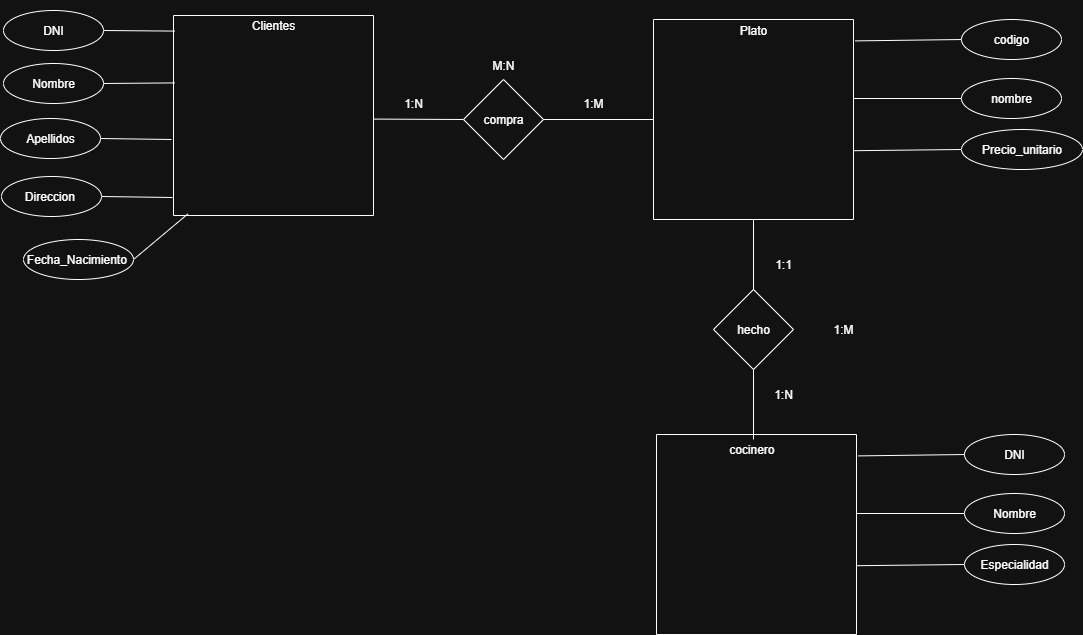 DNI
Nombre
Apellidos
Direccion
Fecha_Nacimiento
Clientes
1:N
M:N
compra
1:M
Plato
codigo
nombre
Precio_unitario
1:1
hecho
1:M
1:N
cocinero
DNI
Nombre
Especialidad